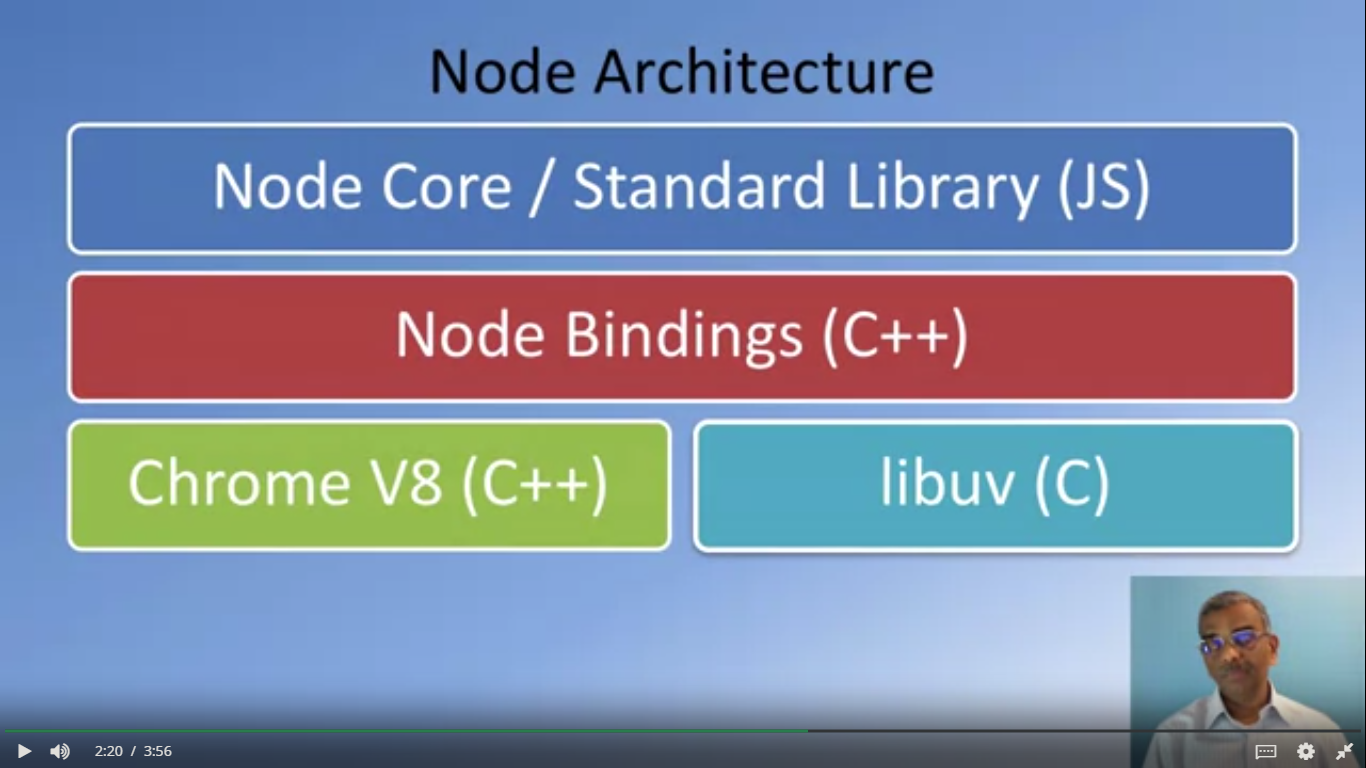 Node Architecture
Node Core / Standard Library (JS)
Node Bindings (C++)
Chrome V8 (C++)
libuv (C)
2:20 / 3:56